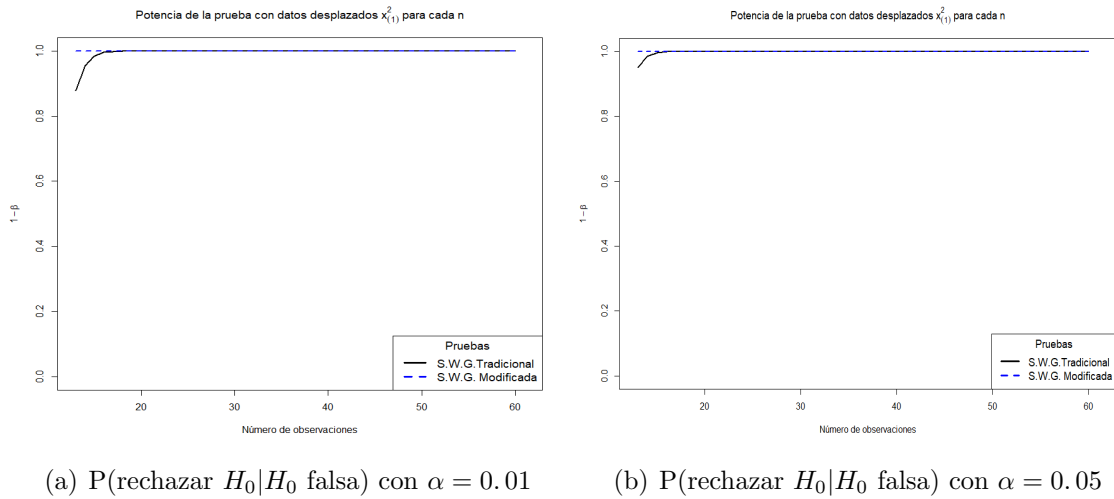 Potencia de la prueba con datos desplazados x²₍₁₎ para cada n
1 − β
1.0
0.8
0.6
0.4
0.2
0.0
20
30
40
50
60
Número de observaciones
Pruebas
S.W.G.Tradicional
S.W.G. Modificada
(a) P(rechazar H₀|H₀ falsa) con α = 0.01
Potencia de la prueba con datos desplazados x²₍₁₎ para cada n
1 − β
1.0
0.8
0.6
0.4
0.2
0.0
20
30
40
50
60
Número de observaciones
Pruebas
S.W.G.Tradicional
S.W.G. Modificada
(b) P(rechazar H₀|H₀ falsa) con α = 0.05